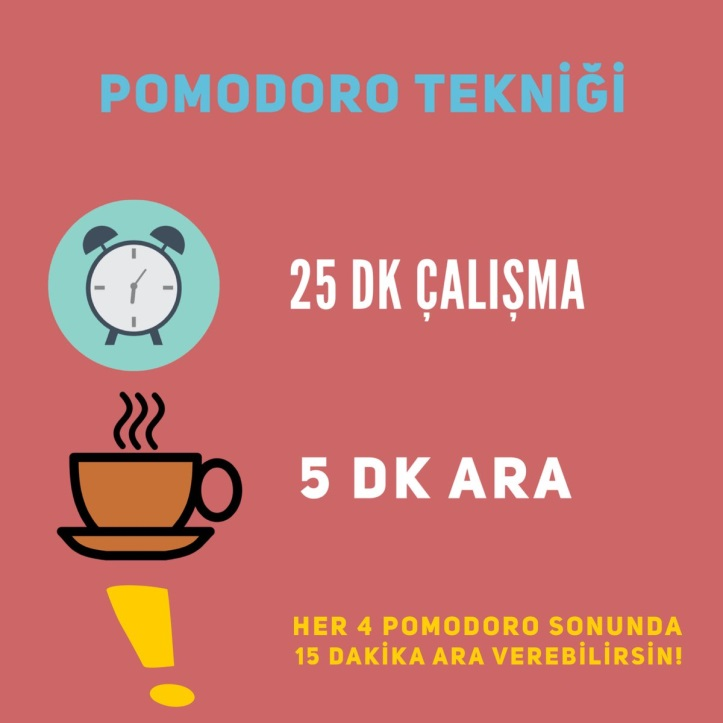 POMODORO TEKNİĞİ
25 DK ÇALIŞMA
5 DK ARA
HER 4 POMODORO SONUNDA
15 DAKİKA ARA VEREBİLİRSİN!